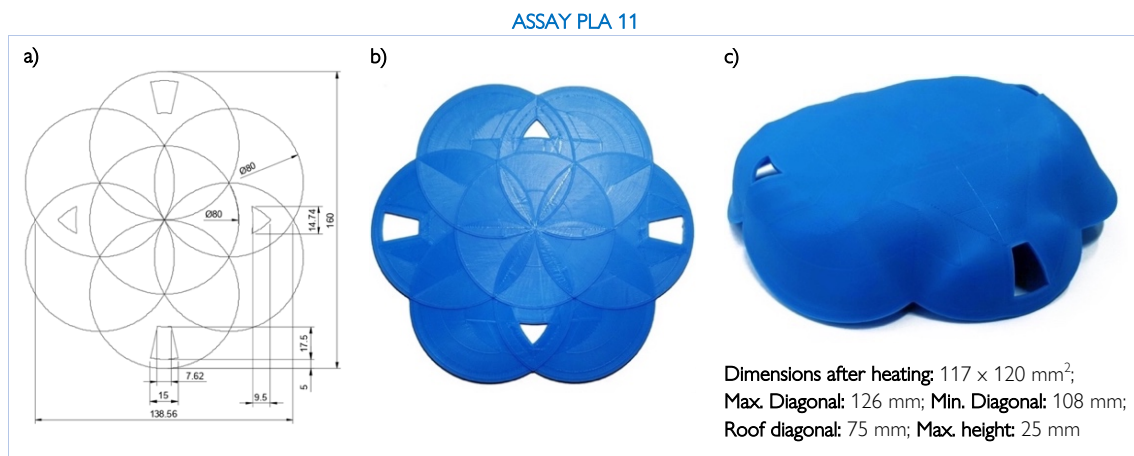 ASSAY PLA 11
a)
b)
c)
Ø80
Ø80
14.74
160
17.5
5
7.62
15
9.5
138.56
Dimensions after heating: 117 x 120 mm²;
Max. Diagonal: 126 mm; Min. Diagonal: 108 mm;
Roof diagonal: 75 mm; Max. height: 25 mm